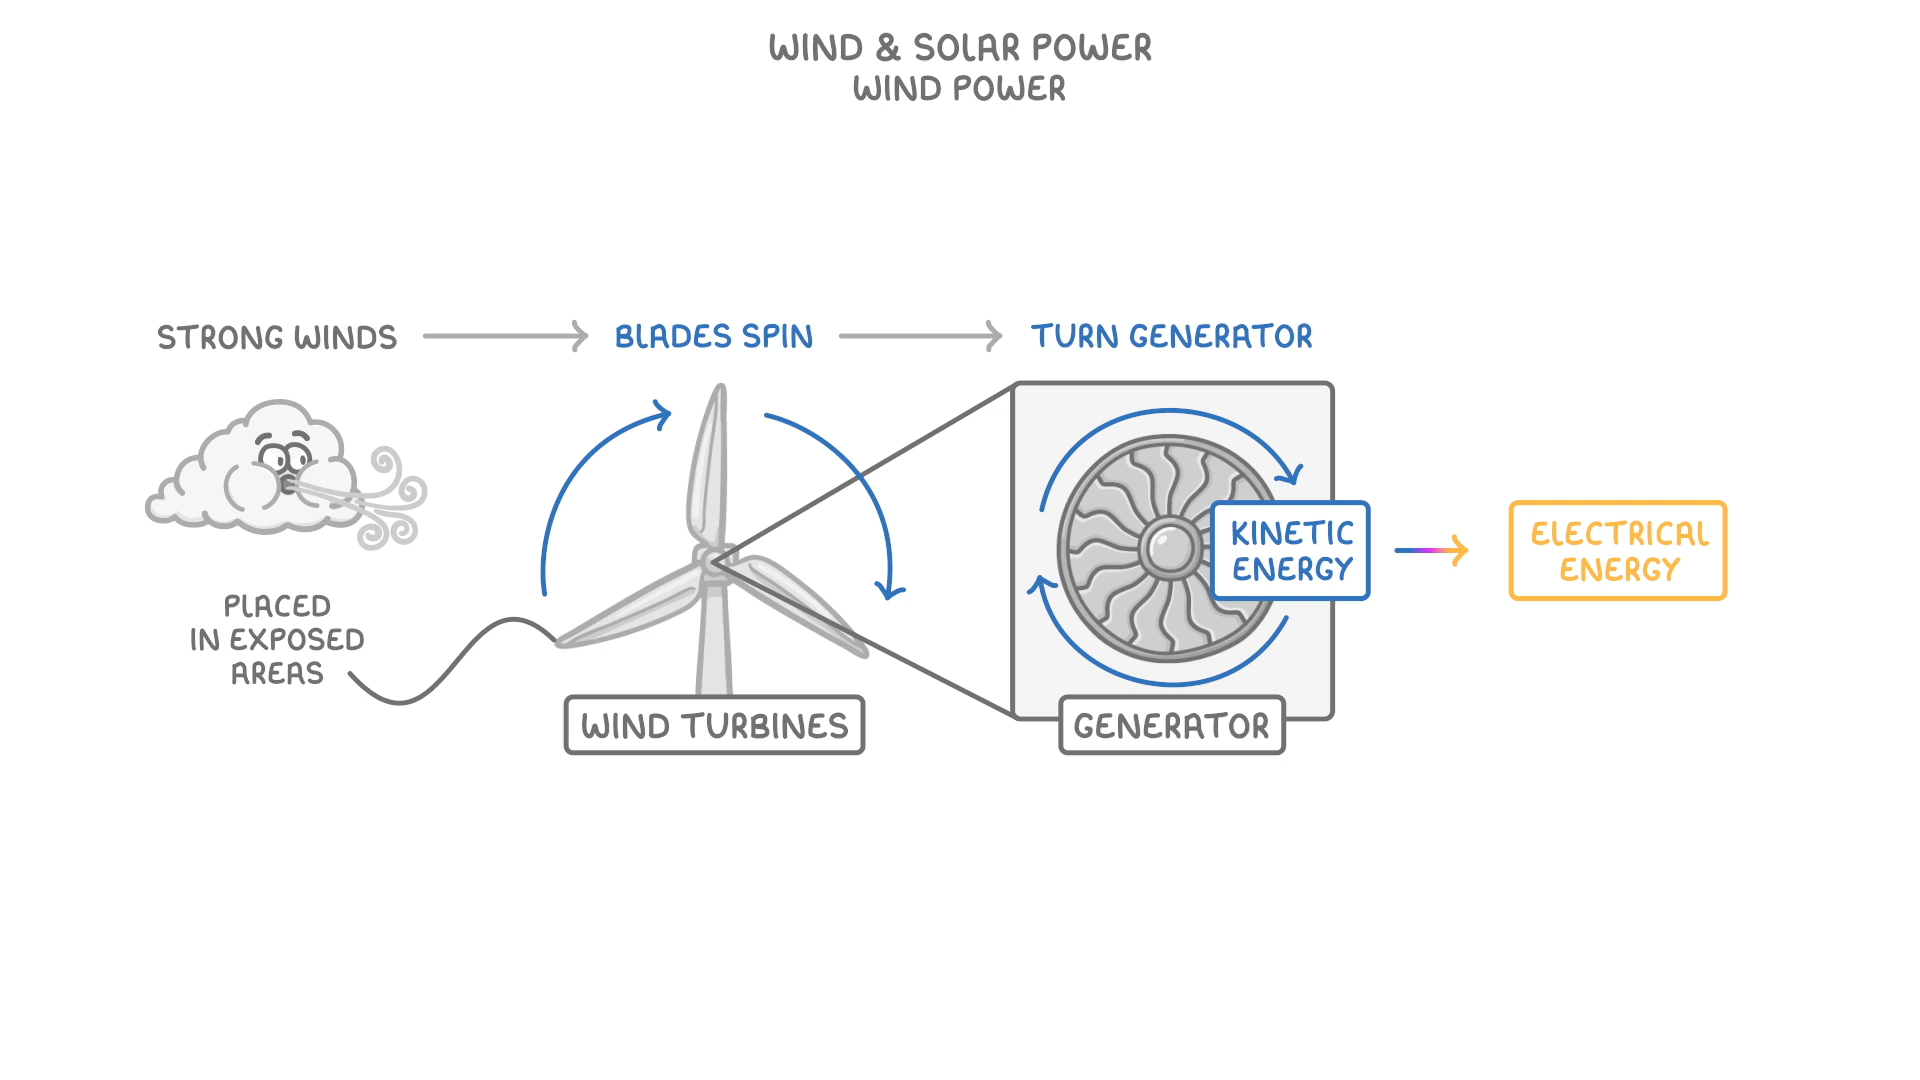 WIND & SOLAR POWER
WIND POWER
STRONG WINDS
BLADES SPIN
TURN GENERATOR
KINETIC
ENERGY
ELECTRICAL
ENERGY
PLACED
IN EXPOSED
AREAS
WIND TURBINES
GENERATOR